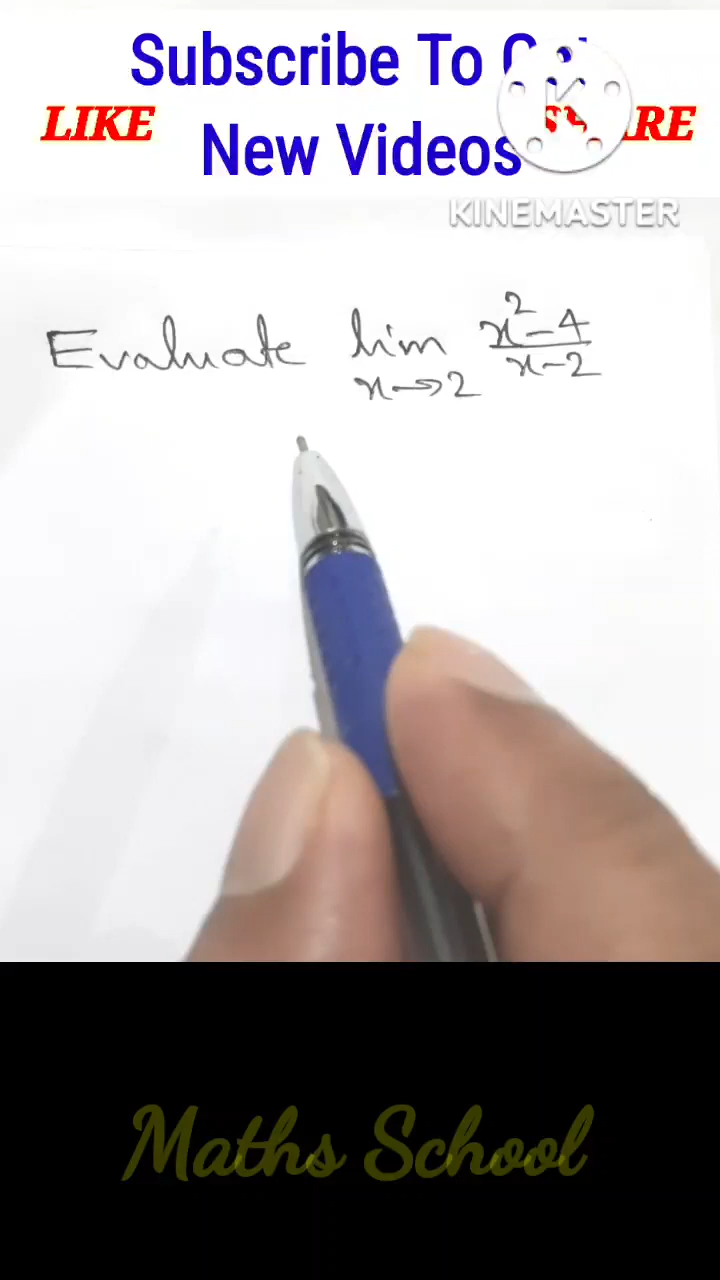 Subscribe To
LIKE
New Videos
KINEMASTER
Evaluate lim x→2 x²-4/x-2
Maths School